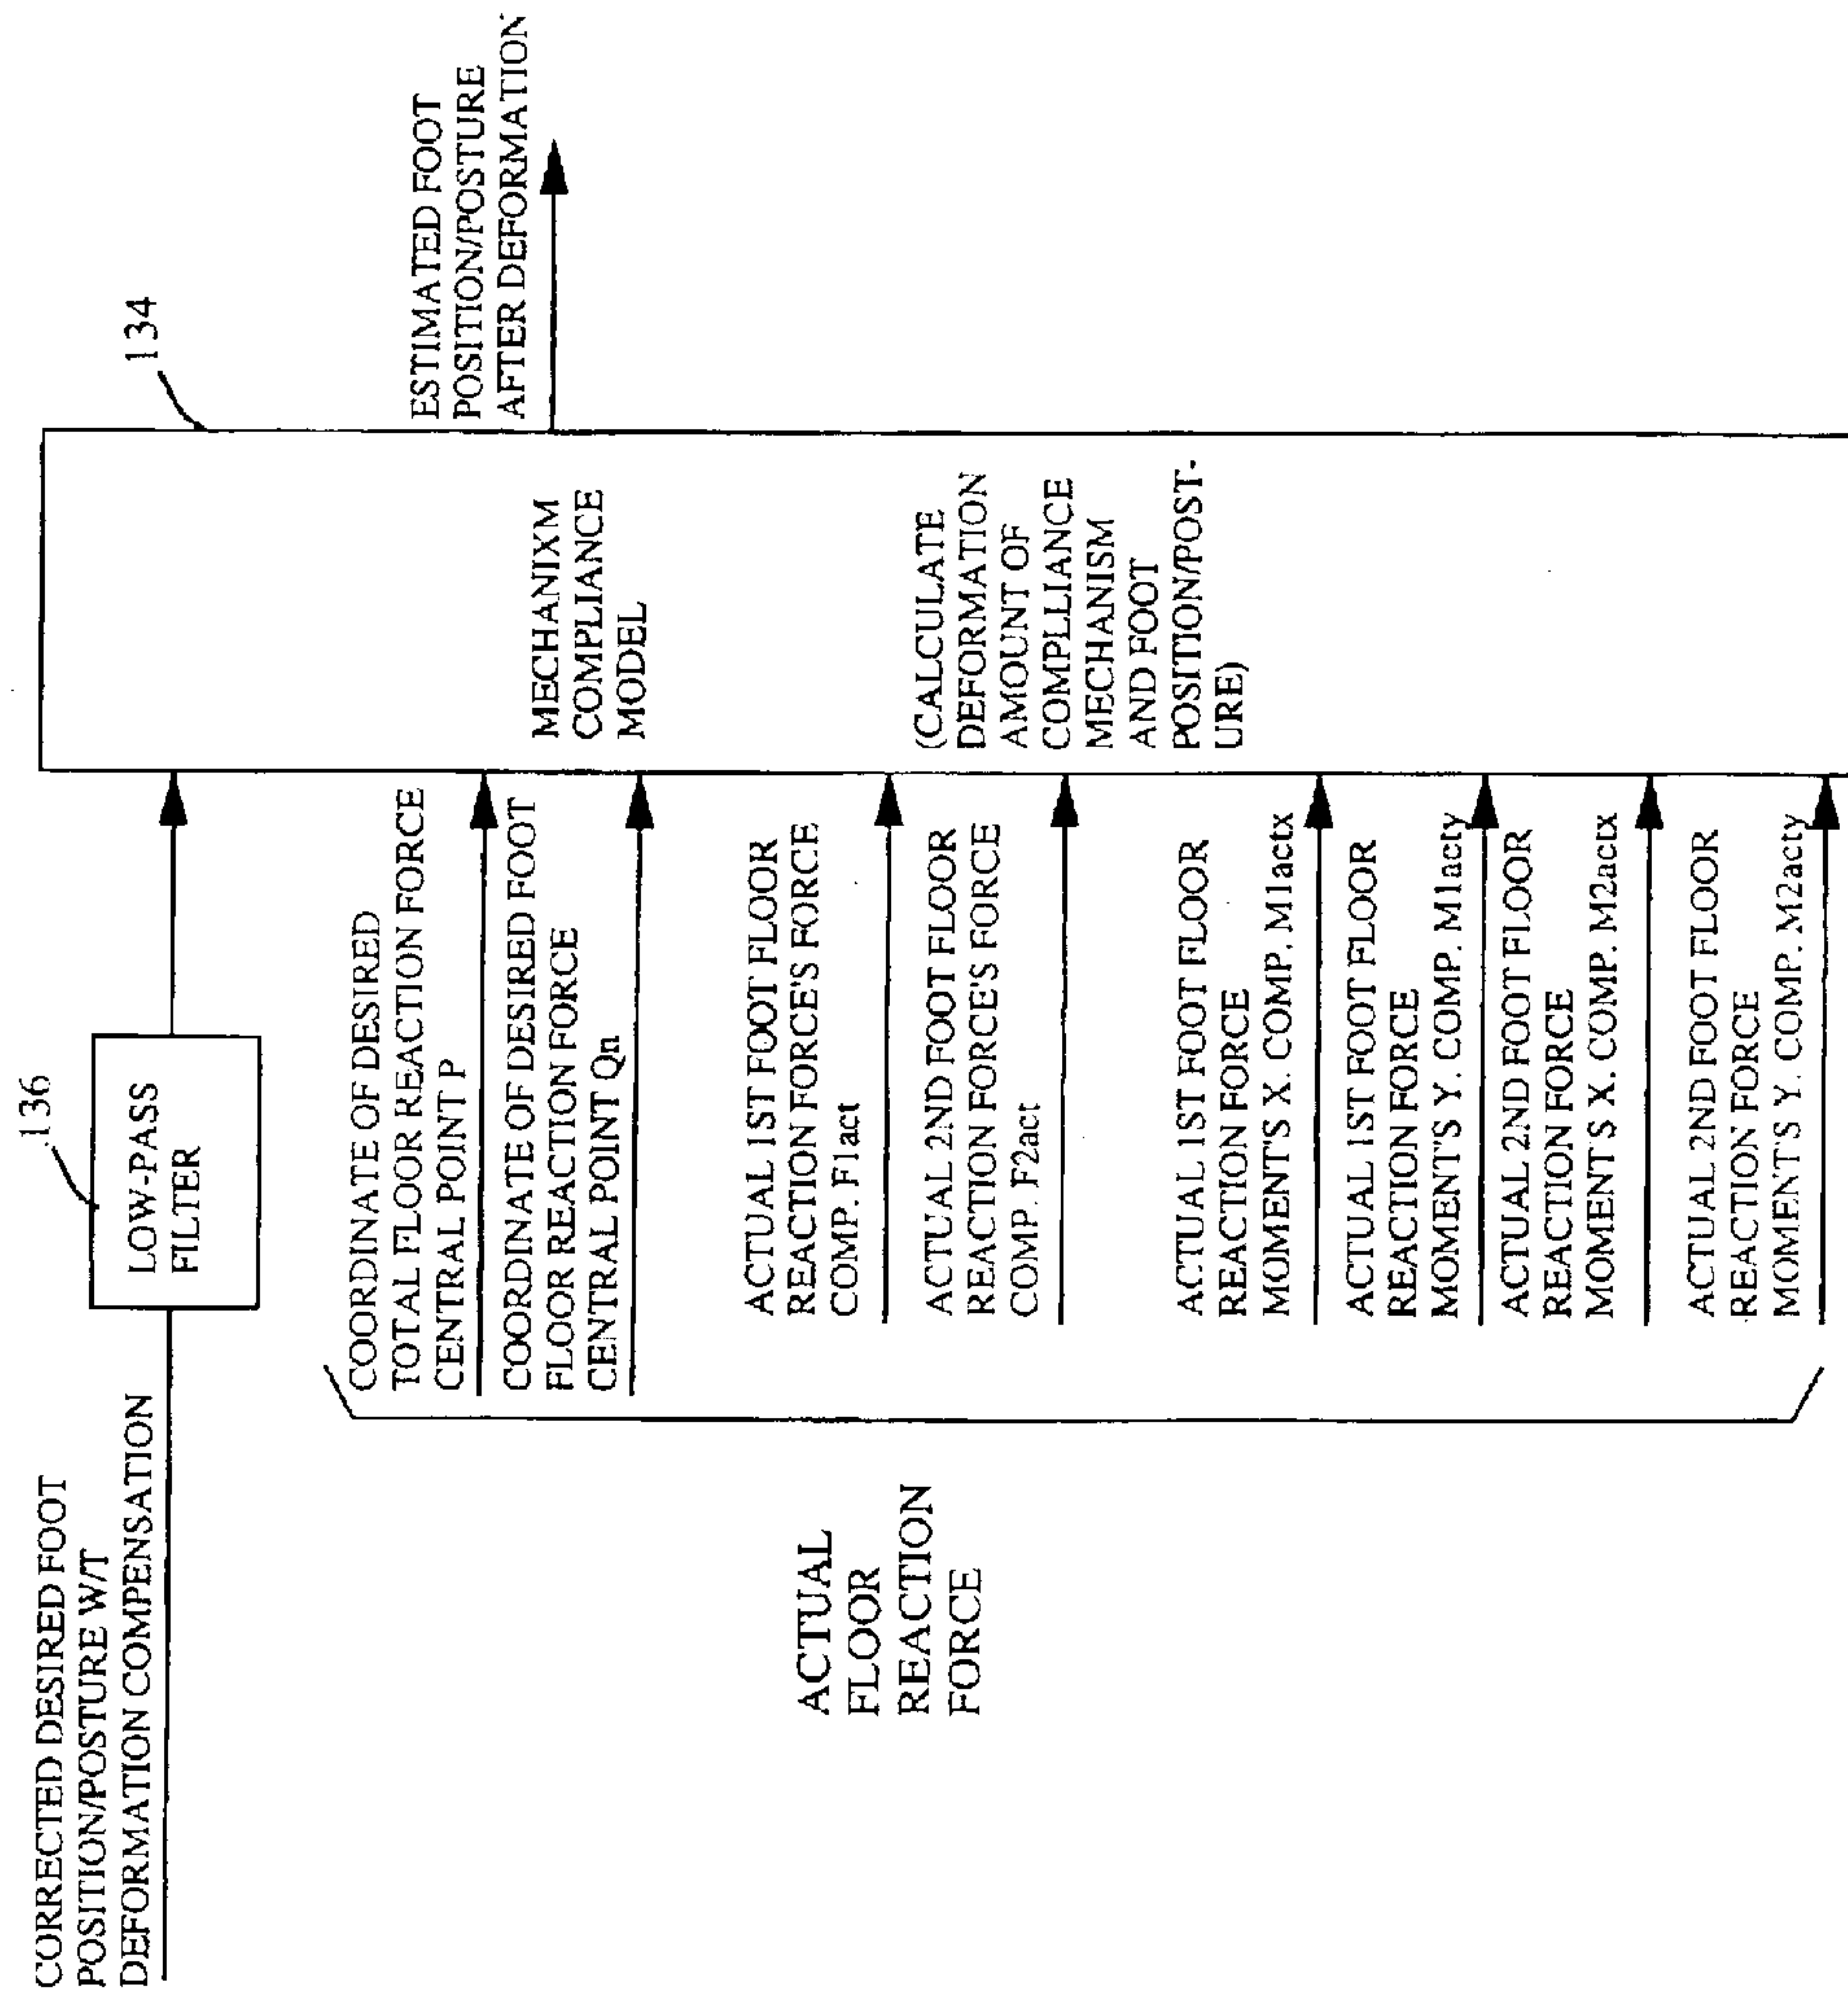 CORRECTED DESIRED FOOT
POSITION/POSTURE W/T
DEFORMATION COMPENSATION
136
LOW-PASS
FILTER
134
ESTIMATED FOOT
POSITION/POSTURE
AFTER DEFORMATION
COORDINATE OF DESIRED
TOTAL FLOOR REACTION FORCE
CENTRAL POINT P
COORDINATE OF DESIRED FOOT
FLOOR REACTION FORCE
CENTRAL POINT Qn
MECHANIXM
COMPLIANCE
MODEL
ACTUAL
FLOOR
REACTION
FORCE
ACTUAL 1ST FOOT FLOOR
REACTION FORCE'S FORCE
COMP. F1act
ACTUAL 2ND FOOT FLOOR
REACTION FORCE'S FORCE
COMP. F2act
(CALCULATE
DEFORMATION
AMOUNT OF
COMPLLIANCE
MECHANISM
AND FOOT
POSITION/POST-
URE)
ACTUAL 1ST FOOT FLOOR
REACTION FORCE
MOMENT'S X. COMP. M1actx
ACTUAL 1ST FOOT FLOOR
REACTION FORCE
MOMENT'S Y. COMP. M1acty
ACTUAL 2ND FOOT FLOOR
REACTION FORCE
MOMENT'S X. COMP. M2actx
ACTUAL 2ND FOOT FLOOR
REACTION FORCE
MOMENT'S Y. COMP. M2acty